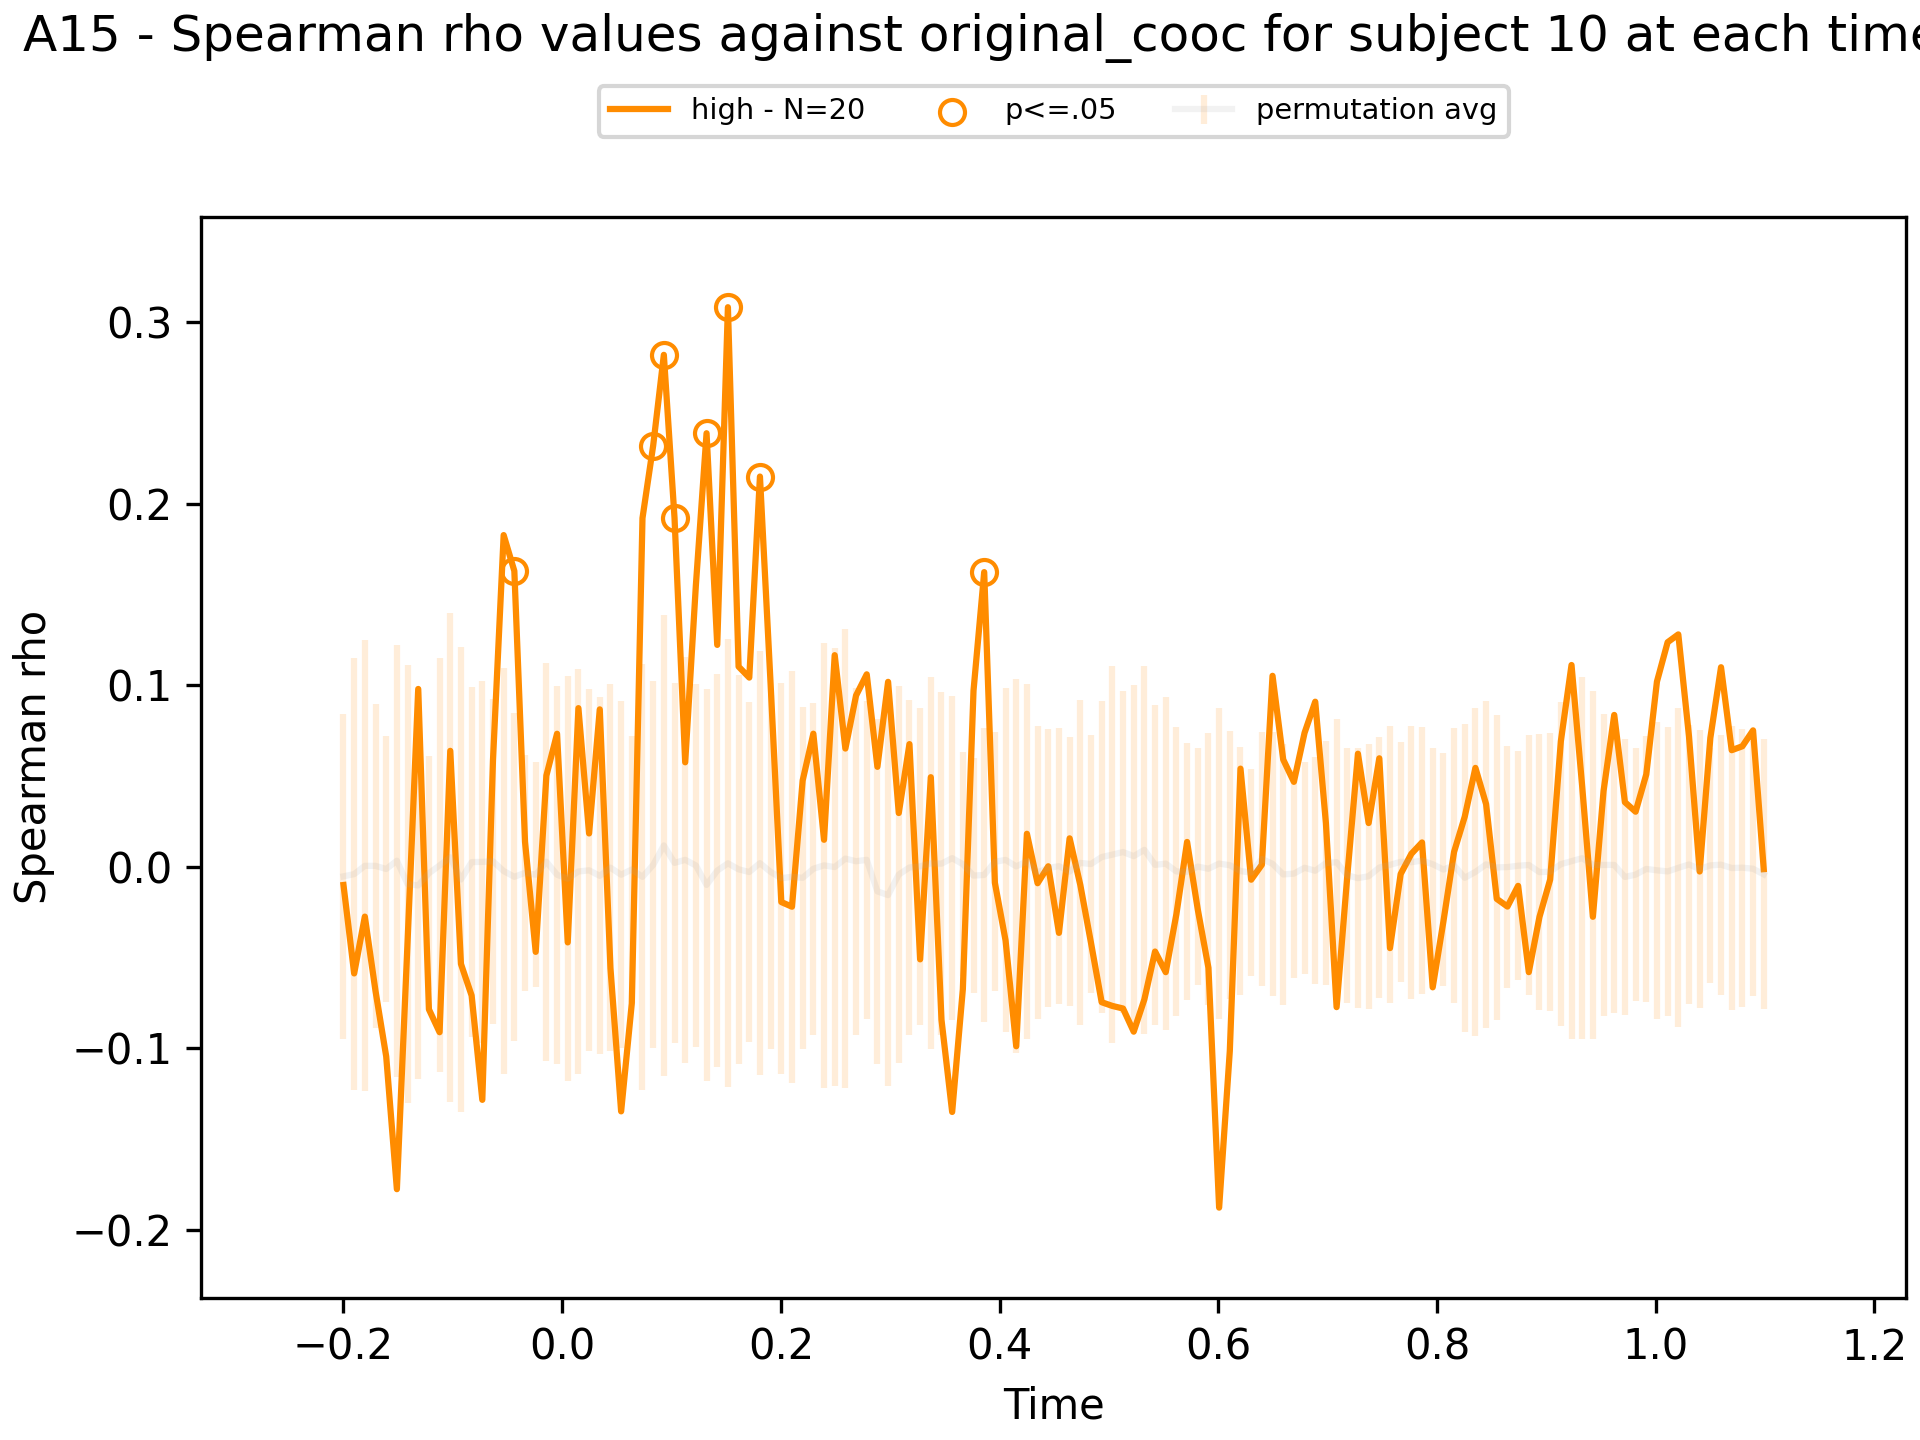 A15 - Spearman rho values against original_cooc for subject 10 at each time
high - N=20 p<=.05 permutation avg
Spearman rho
0.3
0.2
0.1
0.0
−0.1
−0.2
−0.2 0.0 0.2 0.4 0.6 0.8 1.0 1.2
Time